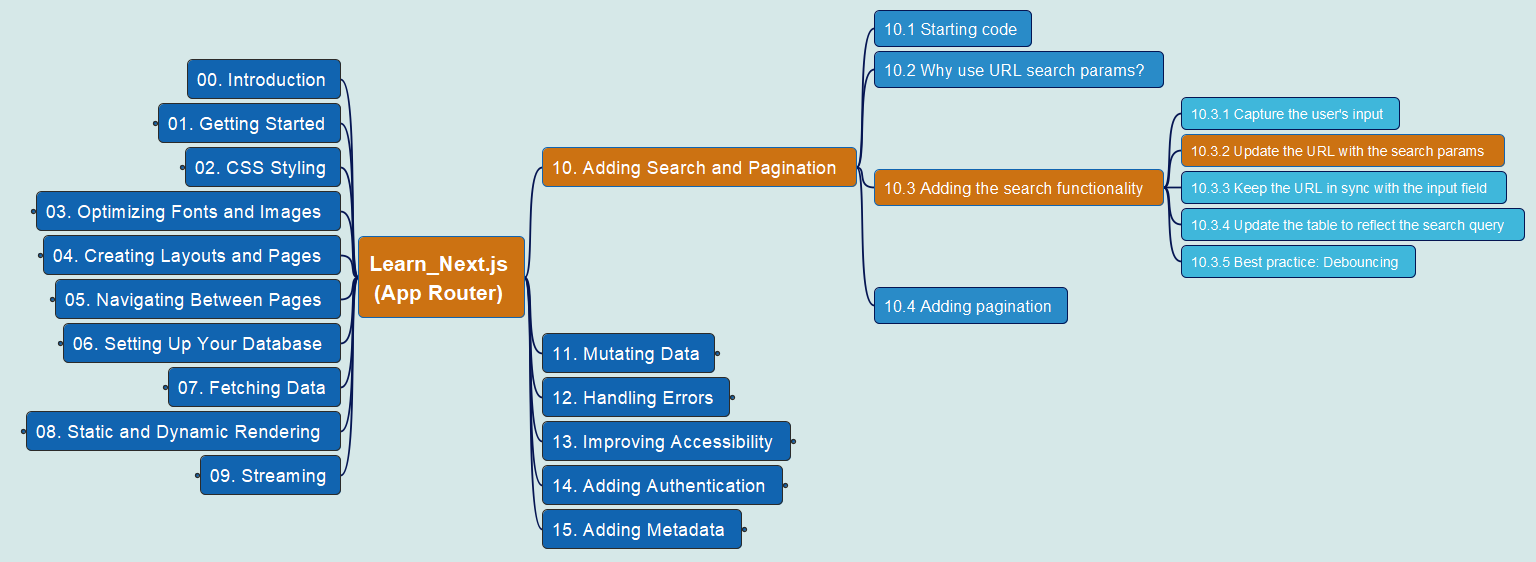 Learn_Next.js
(App Router)
00. Introduction
01. Getting Started
02. CSS Styling
03. Optimizing Fonts and Images
04. Creating Layouts and Pages
05. Navigating Between Pages
06. Setting Up Your Database
07. Fetching Data
08. Static and Dynamic Rendering
09. Streaming
10. Adding Search and Pagination
10.1 Starting code
10.2 Why use URL search params?
10.3 Adding the search functionality
10.3.1 Capture the user's input
10.3.2 Update the URL with the search params
10.3.3 Keep the URL in sync with the input field
10.3.4 Update the table to reflect the search query
10.3.5 Best practice: Debouncing
10.4 Adding pagination
11. Mutating Data
12. Handling Errors
13. Improving Accessibility
14. Adding Authentication
15. Adding Metadata